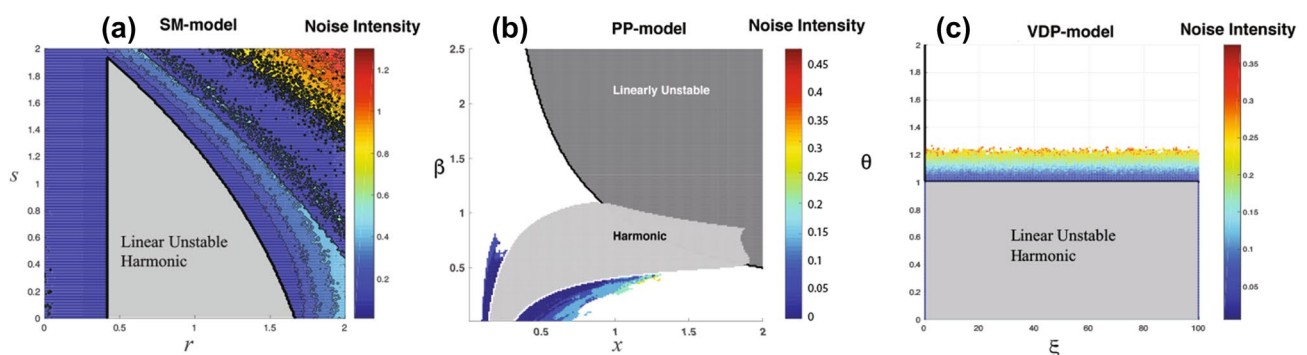 (a) SM-model Noise Intensity
2
1.8
1.6
1.4
1.2
1
0.8
0.6
0.4
0.2
0
s
Linear Unstable
Harmonic
0 0.5 1 1.5 2
r
1.2
1
0.8
0.6
0.4
0.2
(b) PP-model Noise Intensity
2.5
2
1.5
1
0.5
β
Linearly Unstable
Harmonic
0.5 1 1.5 2
x
0.45
0.4
0.35
0.3
0.25
0.2
0.15
0.1
0.05
0
(c) VDP-model Noise Intensity
2
1.8
1.6
1.4
1.2
1
0.8
0.6
0.4
0.2
0
θ
Linear Unstable
Harmonic
0 20 40 60 80 100
ξ
0.35
0.3
0.25
0.2
0.15
0.1
0.05